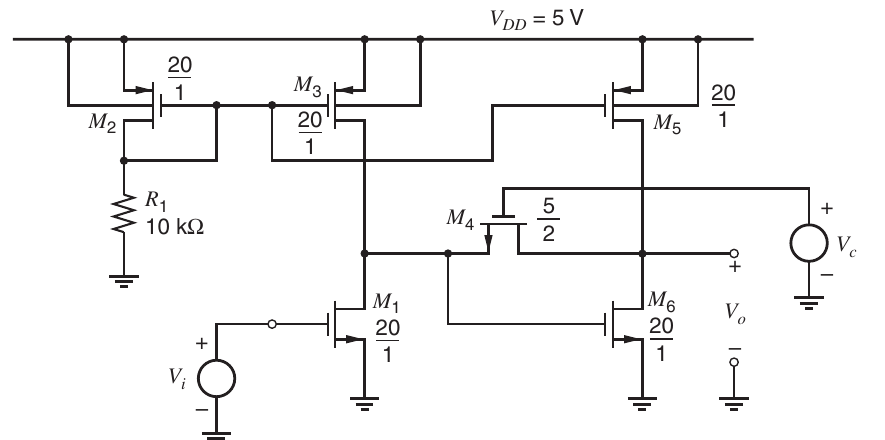 V_DD = 5 V
20/1
M_3
M_2
20/1
20/1
M_5
R_1
10 kΩ
M_4
5/2
+
V_c
−
+
V_o
−
M_1
20/1
M_6
20/1
+
V_i
−